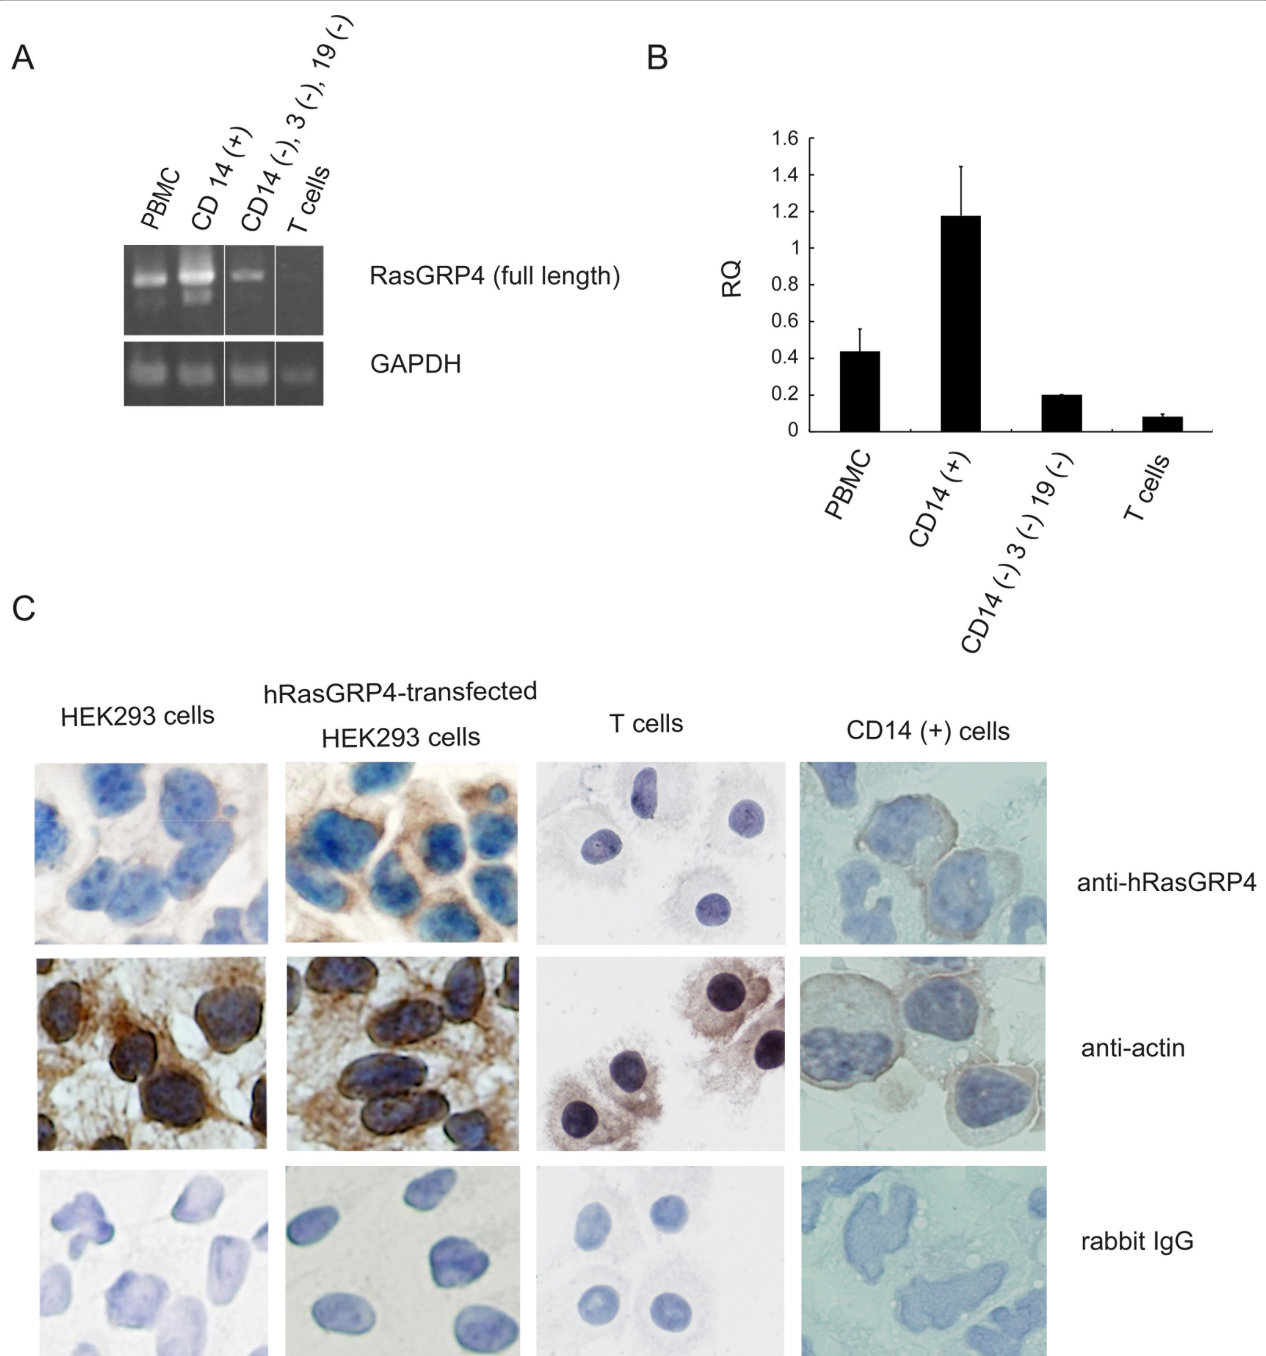 A
PBMC
CD 14 (+)
CD14 (-), 3 (-), 19 (-)
T cells
RasGRP4 (full length)
GAPDH
B
1.6
1.4
1.2
1
0.8
0.6
0.4
0.2
0
RQ
PBMC
CD14 (+)
CD14 (-) 3 (-) 19 (-)
T cells
C
HEK293 cells
hRasGRP4-transfected
HEK293 cells
T cells
CD14 (+) cells
anti-hRasGRP4
anti-actin
rabbit IgG